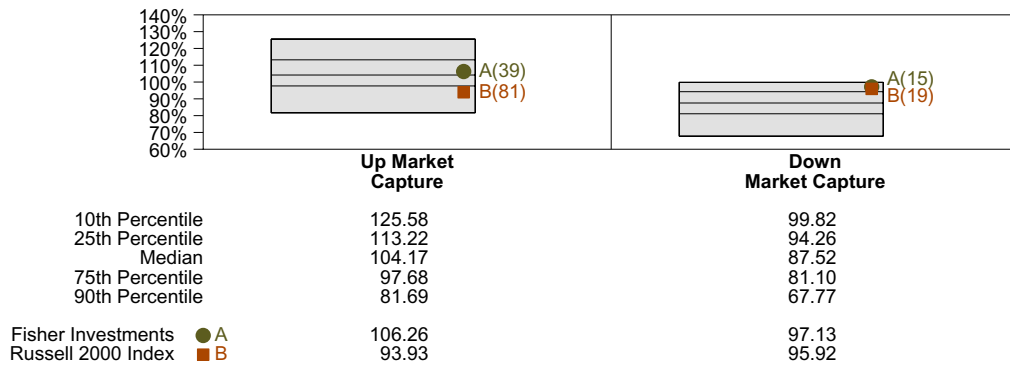 140%
130%
120%
110%
100%
90%
80%
70%
60%
A(39)
B(81)
A(15)
B(19)
Up Market
Capture
Down
Market Capture
10th Percentile 125.58 99.82
25th Percentile 113.22 94.26
Median 104.17 87.52
75th Percentile 97.68 81.10
90th Percentile 81.69 67.77
Fisher Investments A 106.26 97.13
Russell 2000 Index B 93.93 95.92